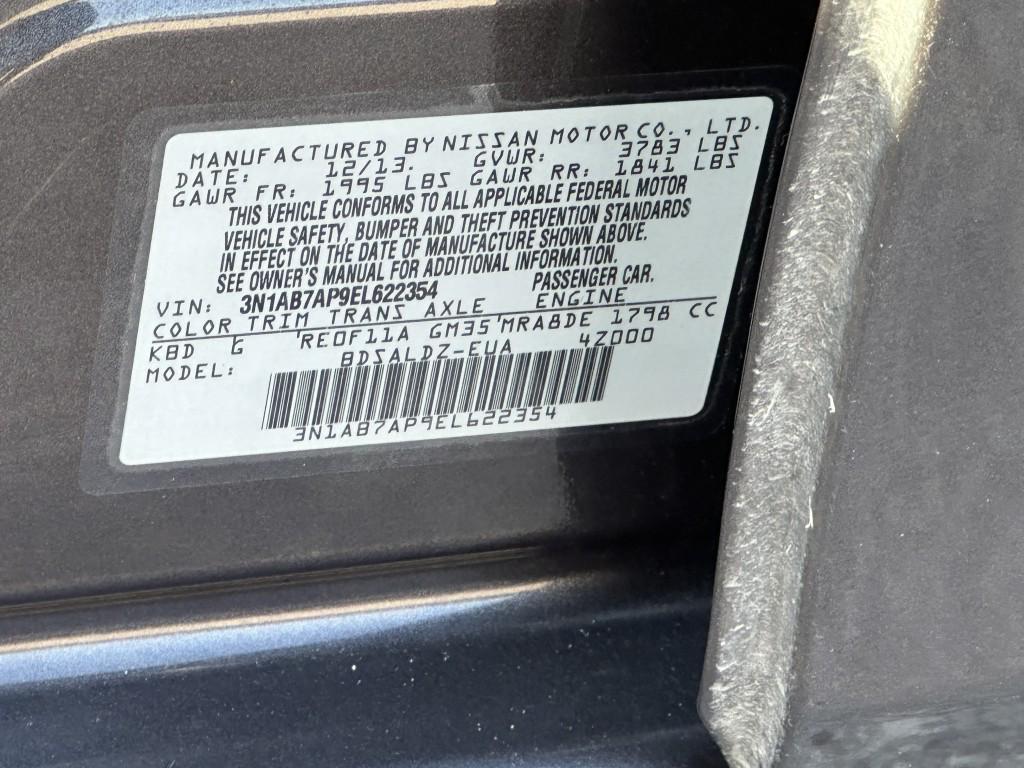 MANUFACTURED BY NISSAN MOTOR CO., LTD.
DATE: 12/13. GVWR: 3783 LBS
GAWR FR: 1995 LBS GAWR RR: 1841 LBS
THIS VEHICLE CONFORMS TO ALL APPLICABLE FEDERAL MOTOR
VEHICLE SAFETY, BUMPER AND THEFT PREVENTION STANDARDS
IN EFFECT ON THE DATE OF MANUFACTURE SHOWN ABOVE.
SEE OWNER'S MANUAL FOR ADDITIONAL INFORMATION.
VIN: 3N1AB7AP9EL622354 PASSENGER CAR.
COLOR TRIM TRANS AXLE ENGINE
KBD G RE0F11A GM35 MRA8DE 1798 CC
MODEL: BDSALDZ-EUA 4Z000
3N1AB7AP9EL622354